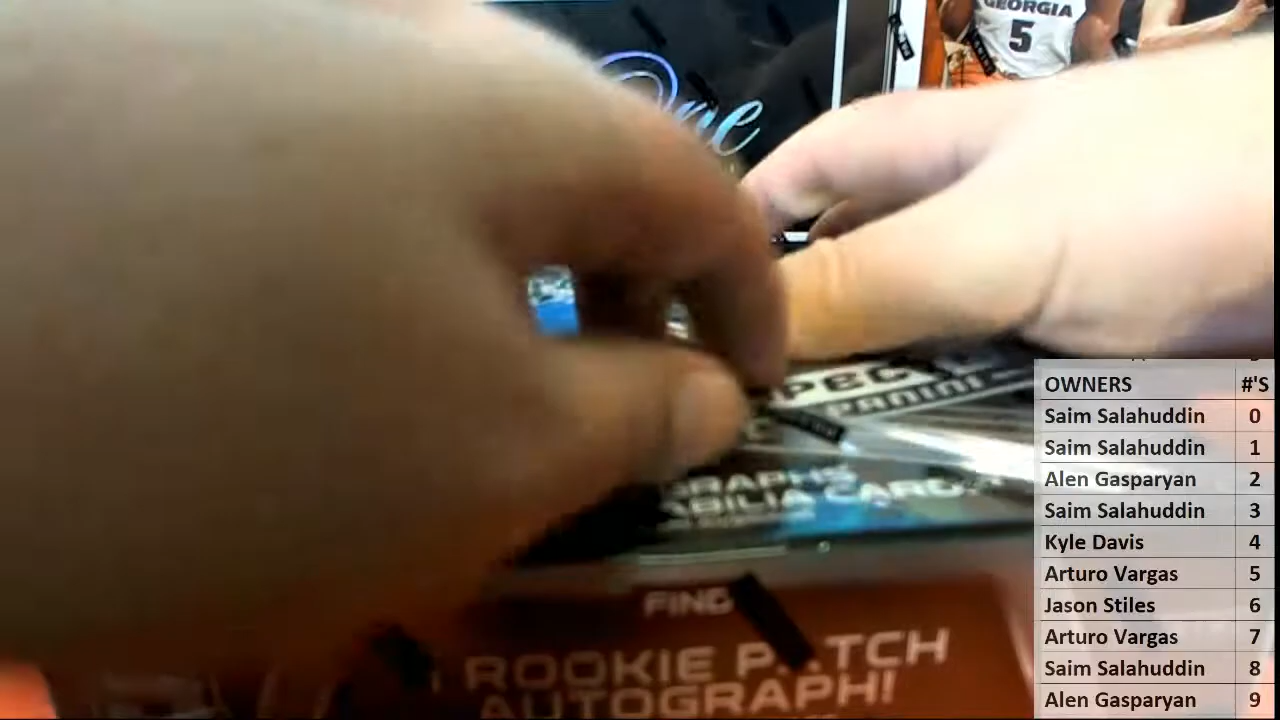 GEORGIA
5
One
PANINI
OWNERS #'S
Saim Salahuddin 0
Saim Salahuddin 1
Alen Gasparyan 2
Saim Salahuddin 3
Kyle Davis 4
Arturo Vargas 5
Jason Stiles 6
Arturo Vargas 7
Saim Salahuddin 8
Alen Gasparyan 9
FIND
1 ROOKIE PATCH
AUTOGRAPH!